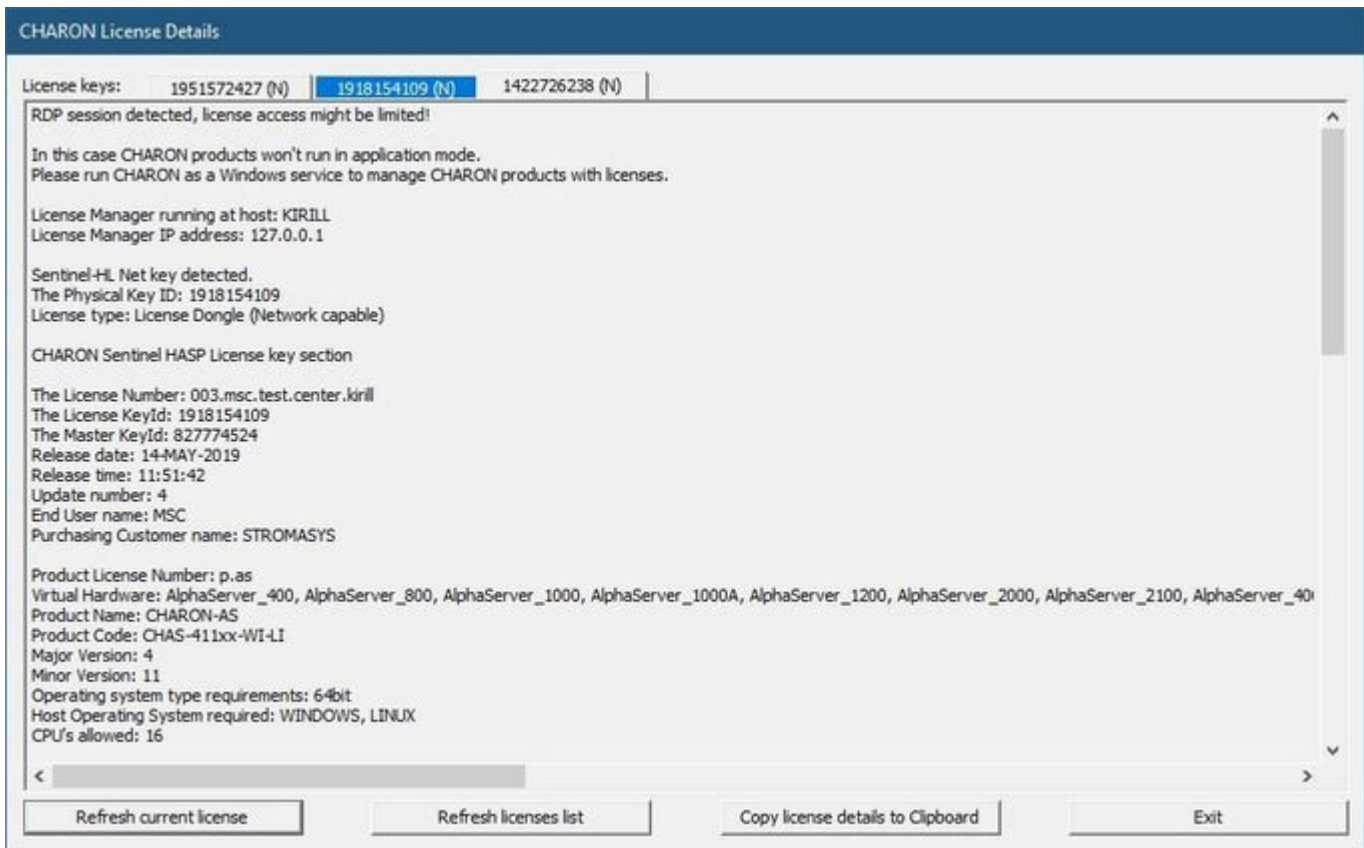 CHARON License Details
License keys: 1951572427 (N) 1918154109 (N) 1422726238 (N)
RDP session detected, license access might be limited!
In this case CHARON products won't run in application mode.
Please run CHARON as a Windows service to manage CHARON products with licenses.
License Manager running at host: KIRILL
License Manager IP address: 127.0.0.1
Sentinel-HL Net key detected.
The Physical Key ID: 1918154109
License type: License Dongle (Network capable)
CHARON Sentinel HASP License key section
The License Number: 003.msc.test.center.kirill
The License KeyId: 1918154109
The Master KeyId: 827774524
Release date: 14-MAY-2019
Release time: 11:51:42
Update number: 4
End User name: MSC
Purchasing Customer name: STROMASYS
Product License Number: p.as
Virtual Hardware: AlphaServer_400, AlphaServer_800, AlphaServer_1000, AlphaServer_1000A, AlphaServer_1200, AlphaServer_2000, AlphaServer_2100, AlphaServer_40
Product Name: CHARON-AS
Product Code: CHAS-411xx-WI-LI
Major Version: 4
Minor Version: 11
Operating system type requirements: 64bit
Host Operating System required: WINDOWS, LINUX
CPU's allowed: 16
Refresh current license Refresh licenses list Copy license details to Clipboard Exit